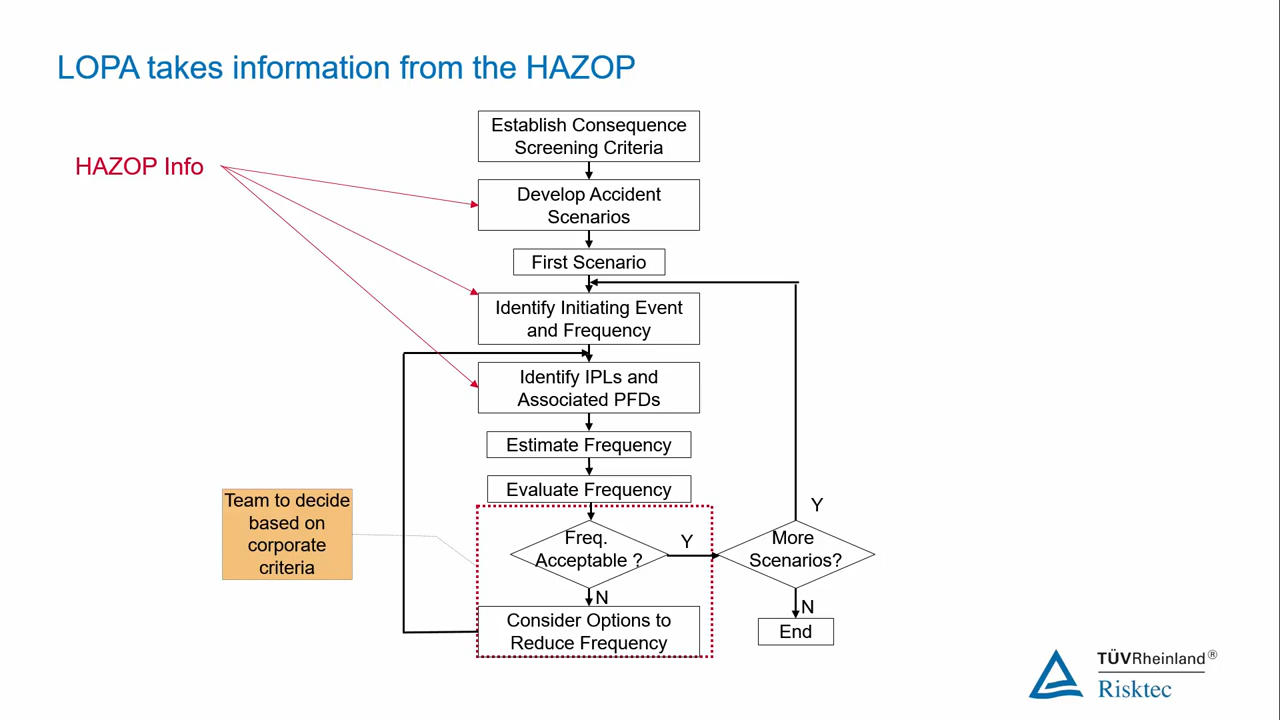 LOPA takes information from the HAZOP
HAZOP Info
Establish Consequence
Screening Criteria
Develop Accident
Scenarios
First Scenario
Identify Initiating Event
and Frequency
Identify IPLs and
Associated PFDs
Estimate Frequency
Evaluate Frequency
Team to decide
based on
corporate
criteria
Freq.
Acceptable ?
Y
N
Consider Options to
Reduce Frequency
Y
More
Scenarios?
N
End
TÜVRheinland®
Risktec